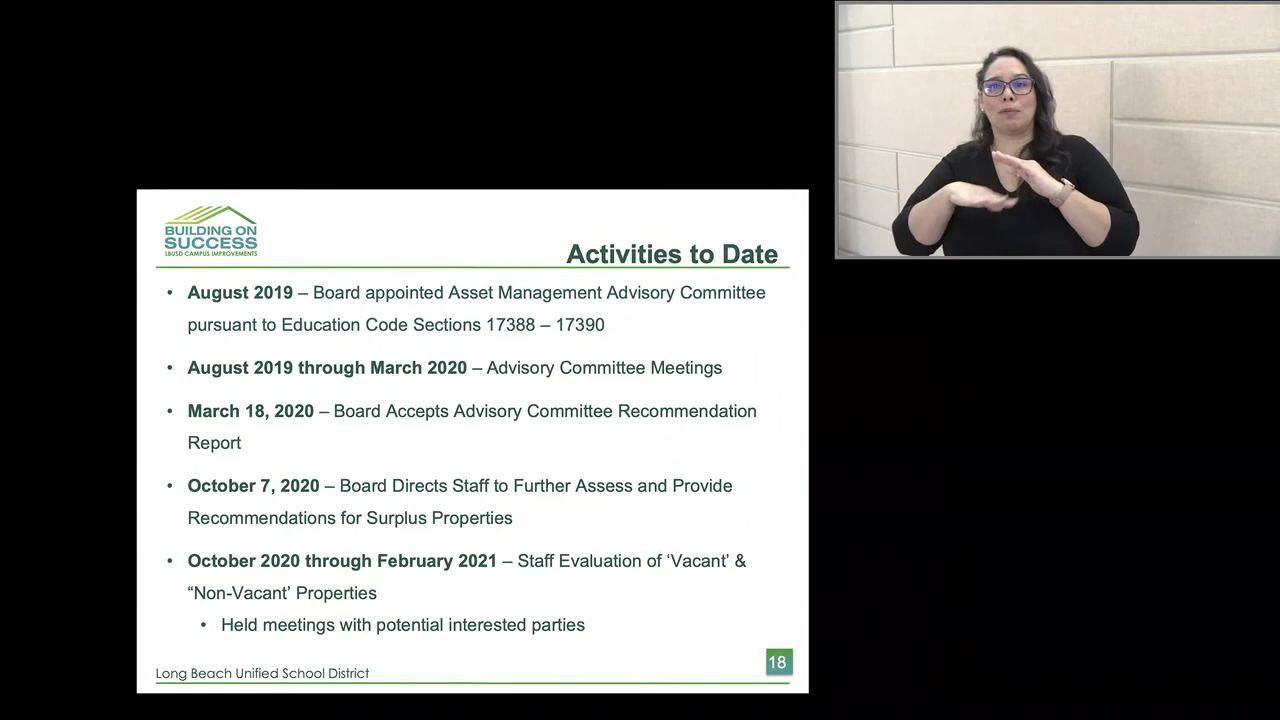 BUILDING ON
SUCCESS
LBUSD CAMPUS IMPROVEMENTS
Activities to Date
• August 2019 – Board appointed Asset Management Advisory Committee
pursuant to Education Code Sections 17388 – 17390
• August 2019 through March 2020 – Advisory Committee Meetings
• March 18, 2020 – Board Accepts Advisory Committee Recommendation
Report
• October 7, 2020 – Board Directs Staff to Further Assess and Provide
Recommendations for Surplus Properties
• October 2020 through February 2021 – Staff Evaluation of ‘Vacant’ &
“Non-Vacant’ Properties
• Held meetings with potential interested parties
Long Beach Unified School District
18